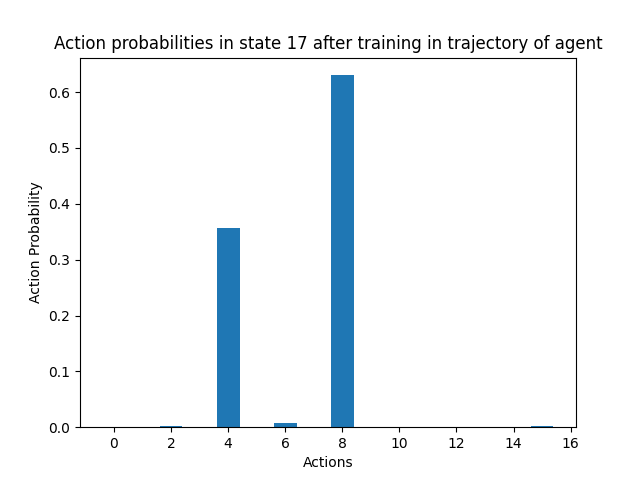 Action probabilities in state 17 after training in trajectory of agent
Action Probability
0.6
0.5
0.4
0.3
0.2
0.1
0.0
0 2 4 6 8 10 12 14 16
Actions